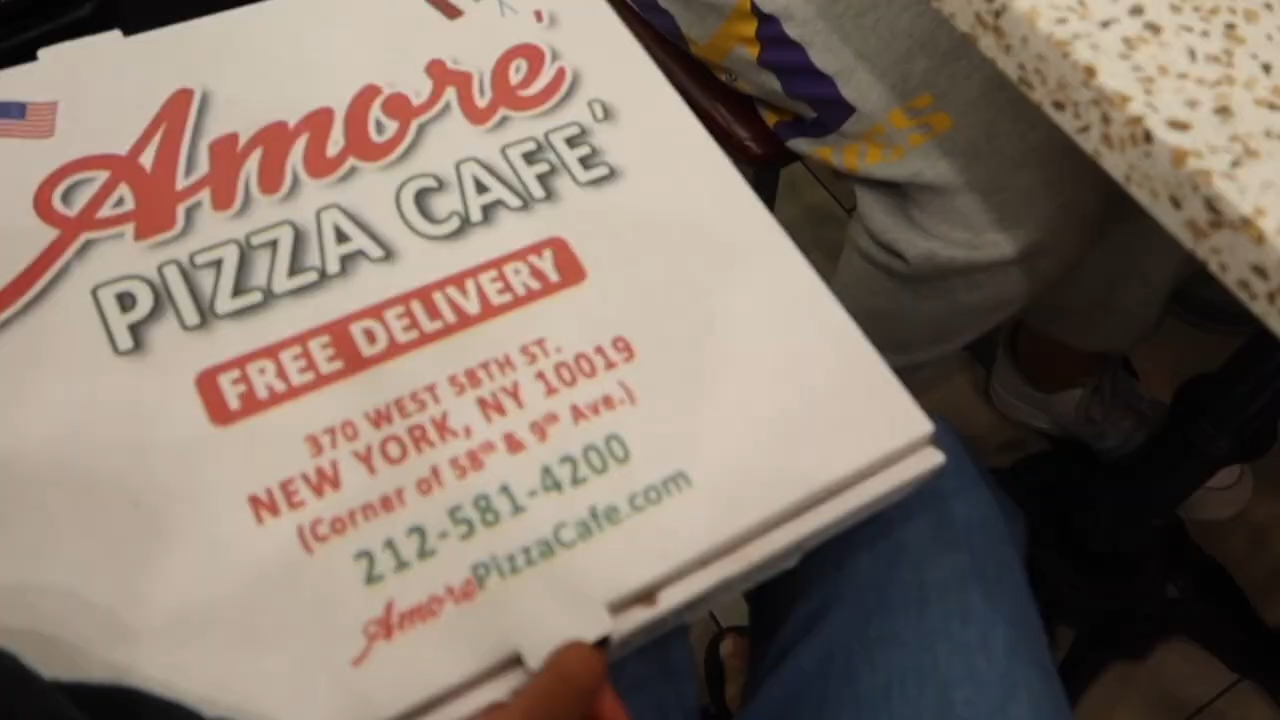 Amore'
PIZZA CAFE'
FREE DELIVERY
370 WEST 58TH ST.
NEW YORK, NY 10019
(Corner of 58th & 9th Ave.)
212-581-4200
AmorePizzaCafe.com